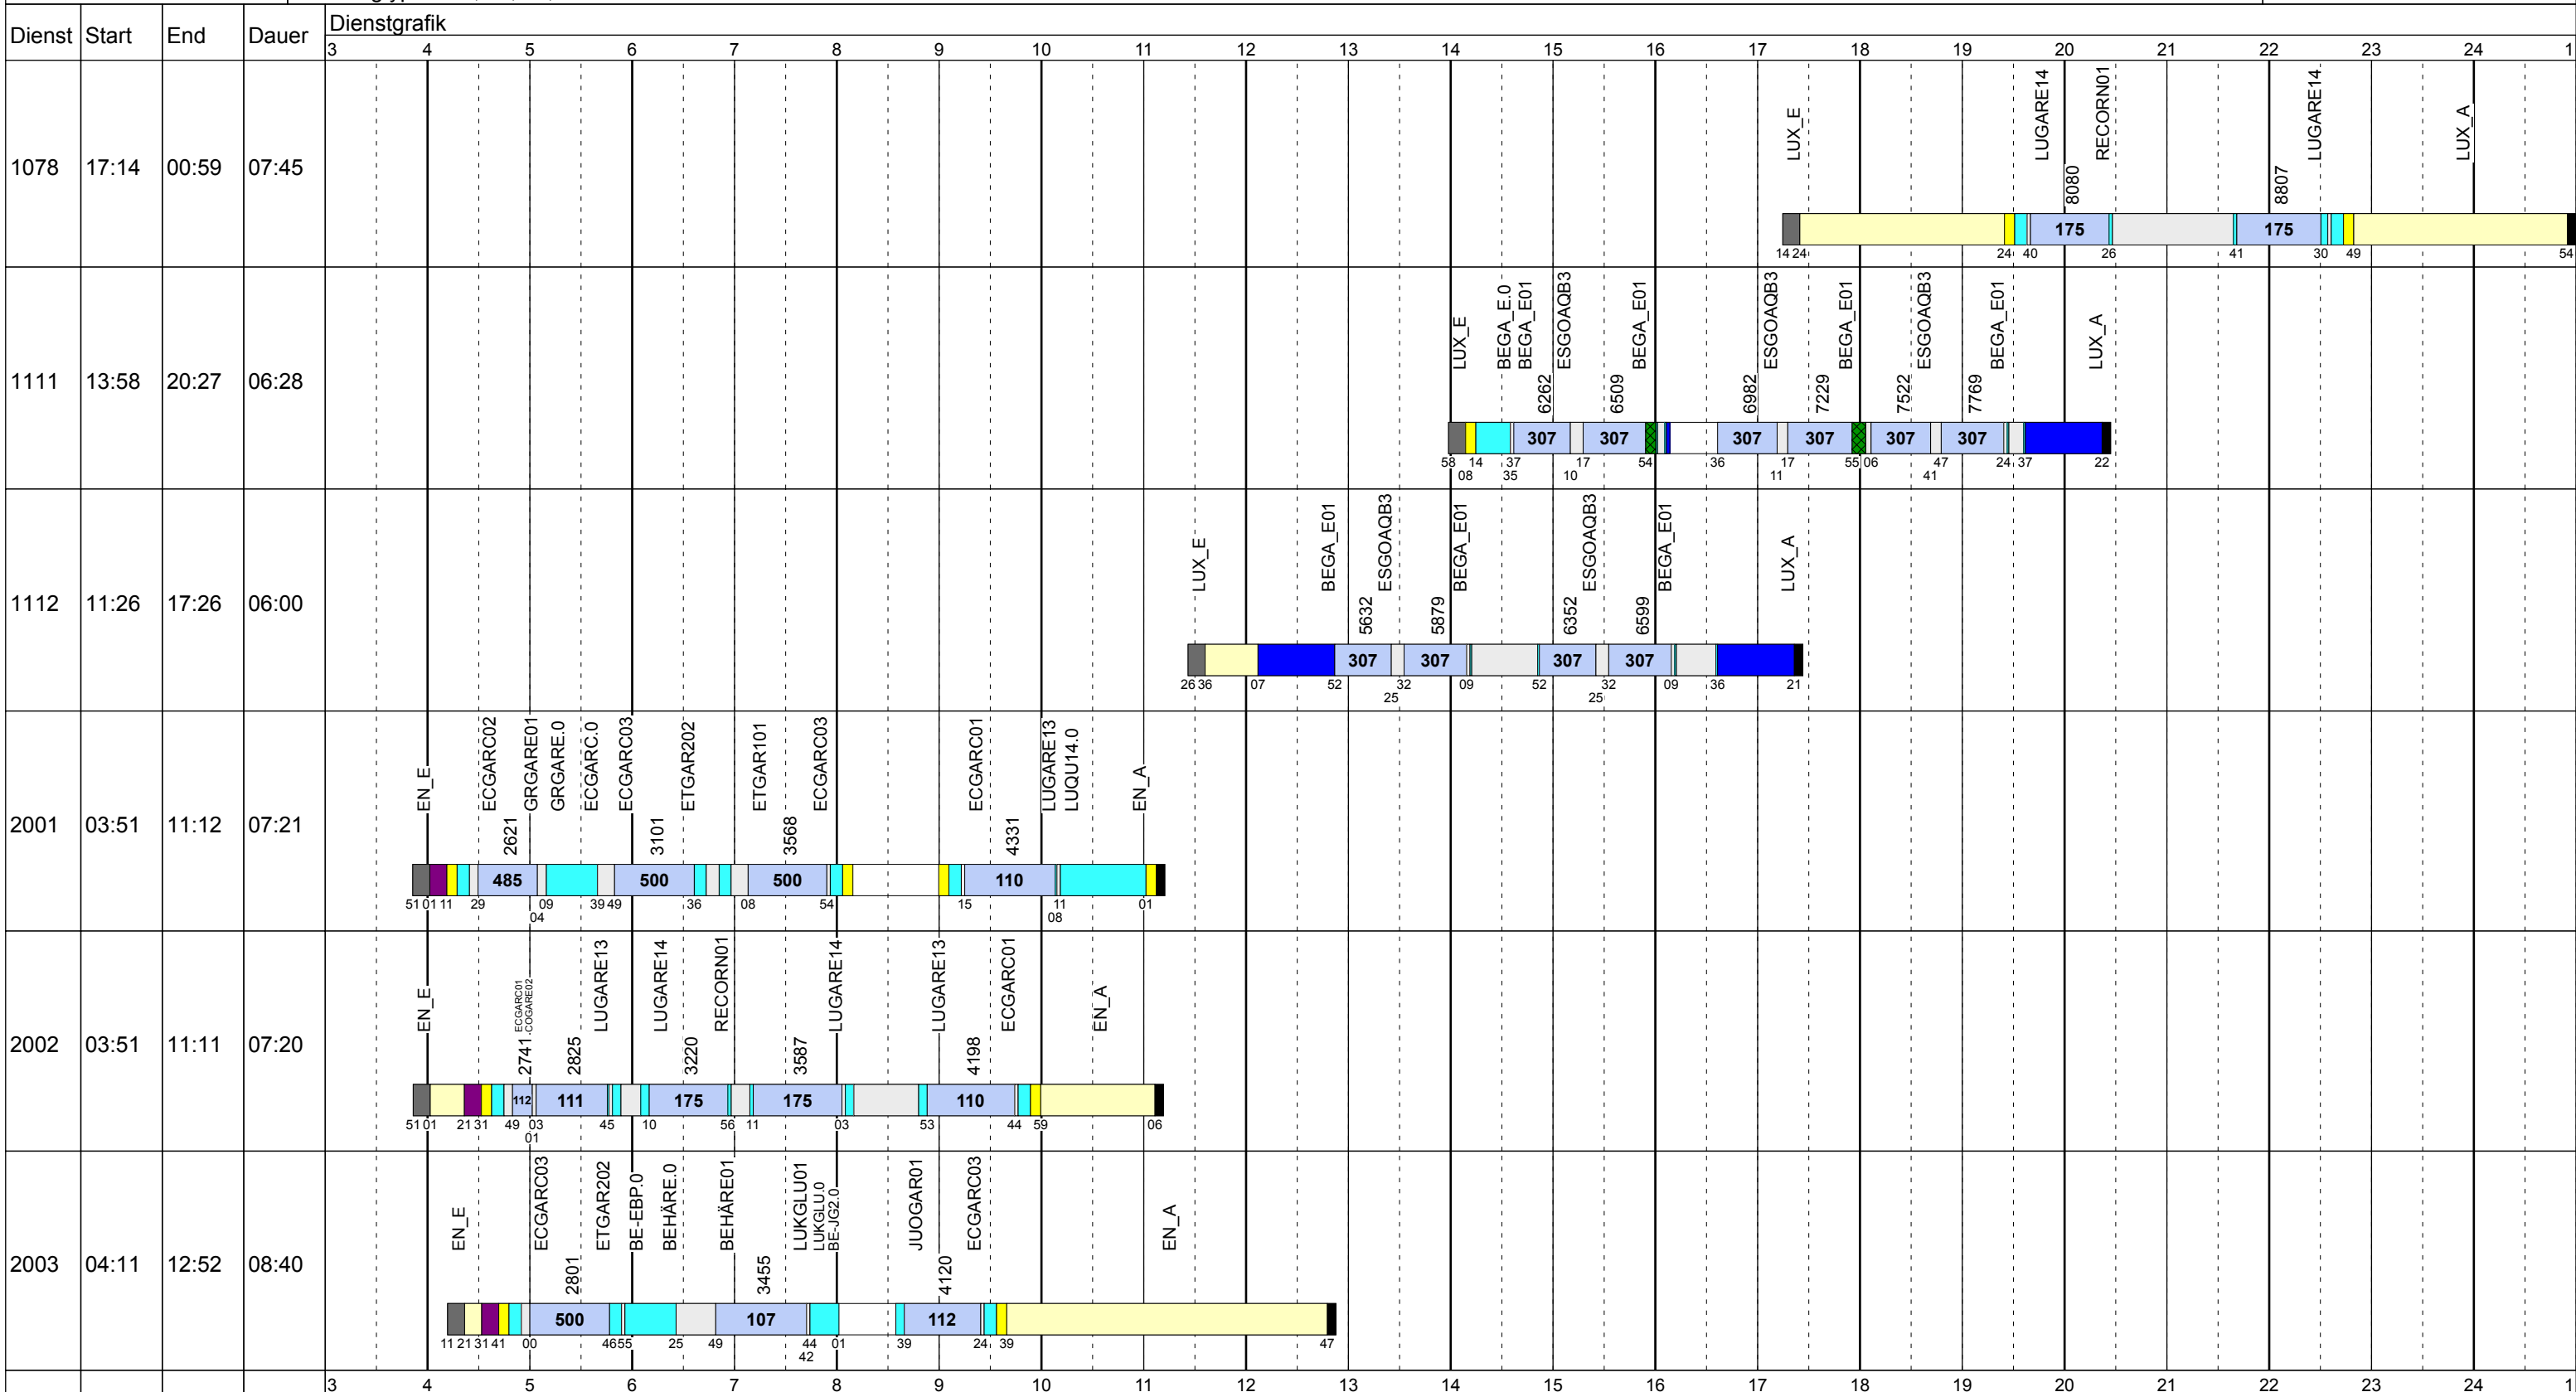 Dienst Start End Dauer Dienstgrafik
3 4 5 6 7 8 9 10 11 12 13 14 15 16 17 18 19 20 21 22 23 24 1
1078 17:14 00:59 07:45
LUX_E LUGARE14 RECORN01 LUGARE14 LUX_A
8080 8807
175 175
14 24 24 40 26 41 30 49 54
1111 13:58 20:27 06:28
LUX_E BEGA_E.0 BEGA_E01 ESGOAQB3 BEGA_E01 ESGOAQB3 BEGA_E01 ESGOAQB3 BEGA_E01 LUX_A
6262 6509 6982 7229 7522 7769
307 307 307 307 307 307
58 14 37 17 54 36 17 55 06 47 24 37 22
08 35 10 11 41
1112 11:26 17:26 06:00
LUX_E BEGA_E01 ESGOAQB3 BEGA_E01 ESGOAQB3 BEGA_E01 LUX_A
5632 5879 6352 6599
307 307 307 307
26 36 07 52 32 09 52 32 09 36 21
25 25
2001 03:51 11:12 07:21
EN_E ECGARC02 GRGARE01 GRGARE.0 ECGARC.0 ECGARC03 ETGAR202 ETGAR101 ECGARC03 ECGARC01 LUGARE13 LUQU14.0 EN_A
2621 3101 3568 4331
485 500 500 110
51 01 11 29 09 39 49 36 08 54 15 11 01
04 08
2002 03:51 11:11 07:20
EN_E ECGARC01 COGARE02 LUGARE13 LUGARE14 RECORN01 LUGARE14 LUGARE13 ECGARC01 EN_A
2741 2825 3220 3587 4198
112 111 175 175 110
51 01 21 31 49 03 45 10 56 11 03 53 44 59 06
01
2003 04:11 12:52 08:40
EN_E ECGARC03 ETGAR202 BE-EBP.0 BEHÄRE.0 BEHÄRE01 LUKGLU01 LUKGLU.0 BE-JG2.0 JUOGAR01 ECGARC03 EN_A
2801 3455 4120
500 107 112
11 21 31 41 00 46 55 25 49 44 01 39 24 39 47
42
3 4 5 6 7 8 9 10 11 12 13 14 15 16 17 18 19 20 21 22 23 24 1